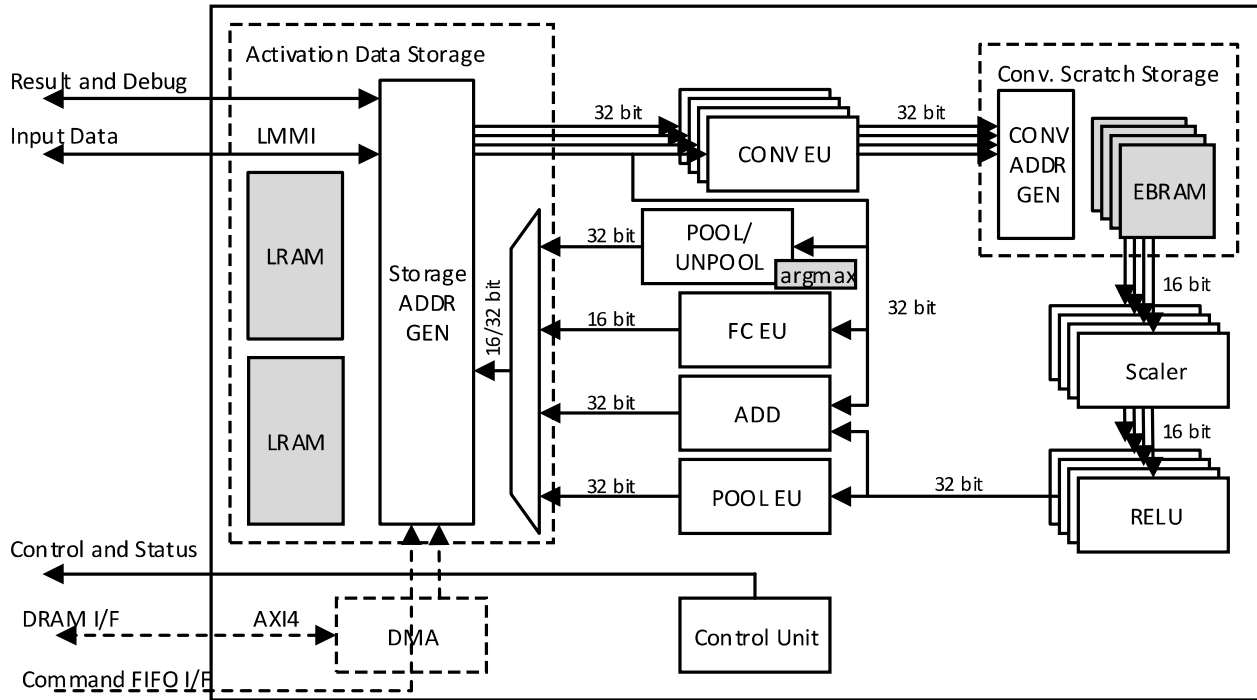 Activation Data Storage
Result and Debug
Input Data
LMMI
LRAM
LRAM
Storage
ADDR
GEN
16/32 bit
32 bit
CONV EU
32 bit
Conv. Scratch Storage
CONV
ADDR
GEN
EBRAM
16 bit
Scaler
16 bit
RELU
32 bit
POOL/
UNPOOL
argmax
32 bit
32 bit
16 bit
FC EU
32 bit
ADD
32 bit
POOL EU
Control and Status
DRAM I/F
AXI4
DMA
Control Unit
Command FIFO I/F